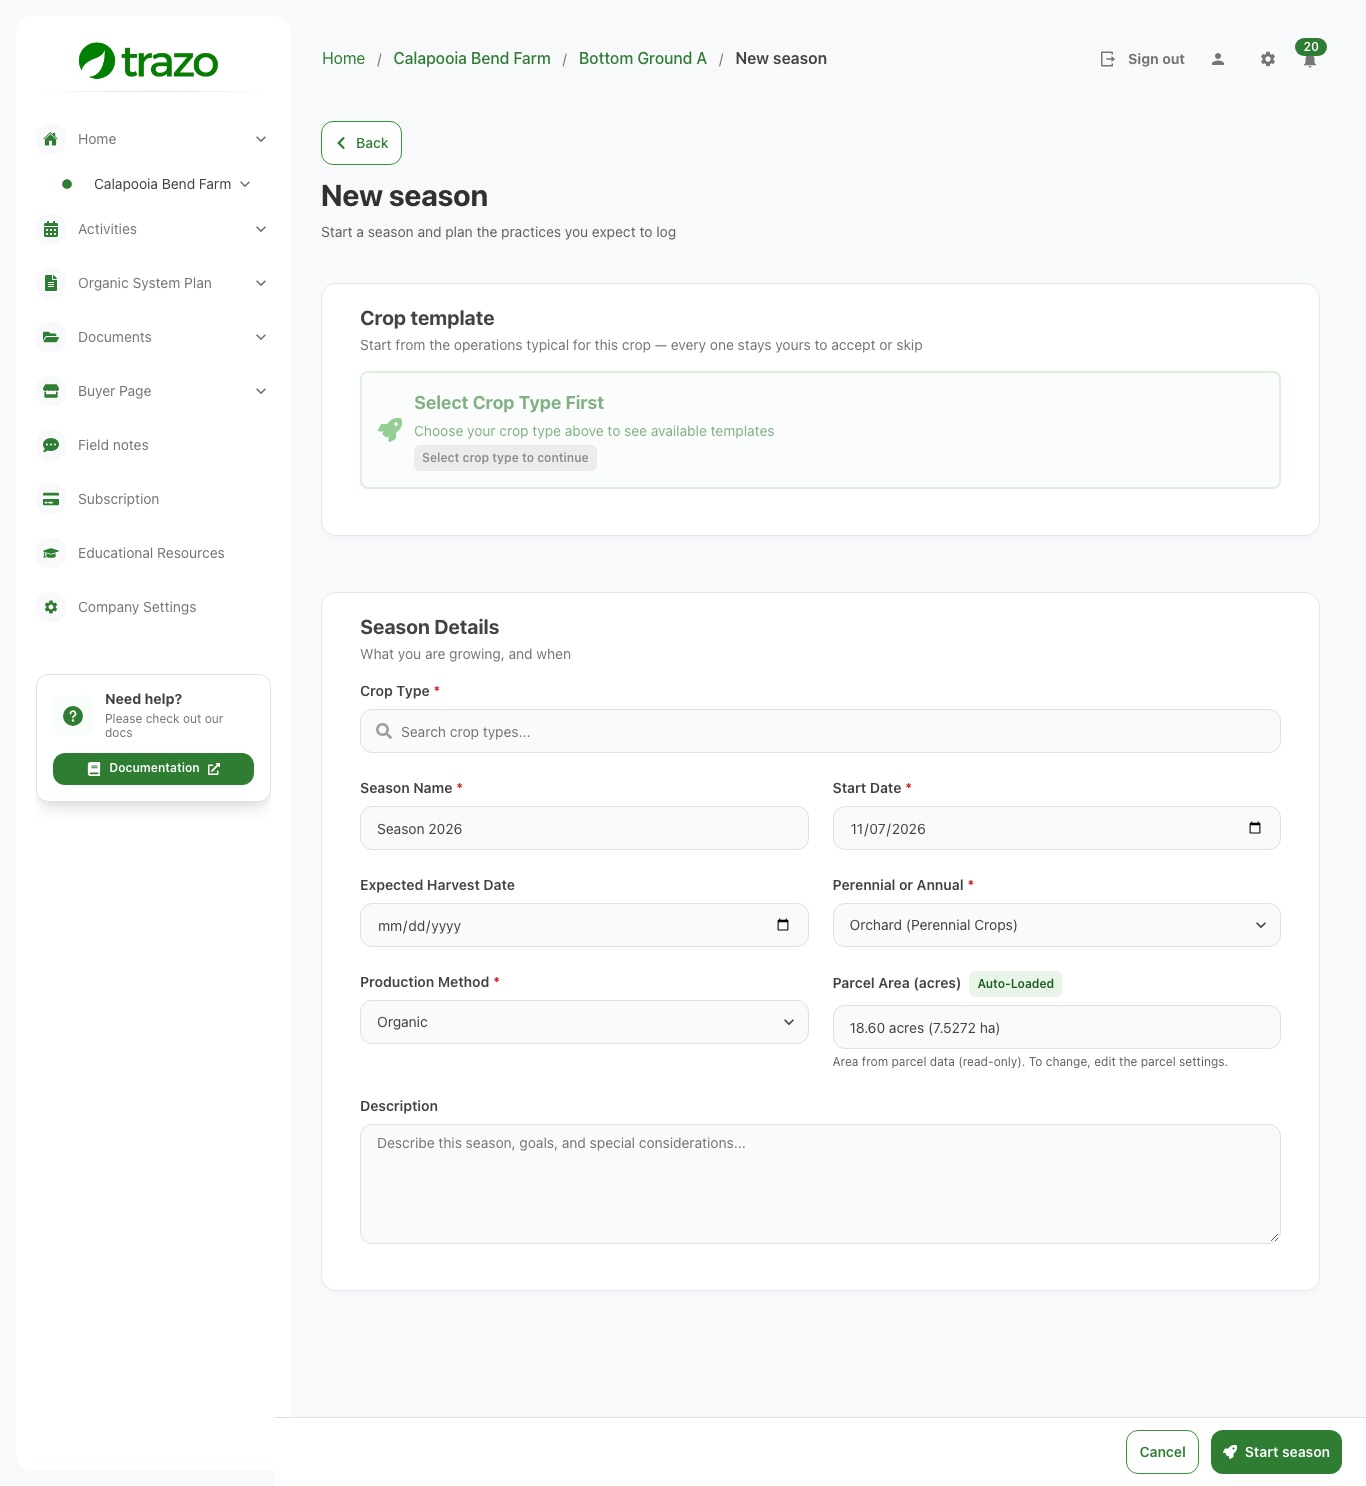 trazo
Home
Calapooia Bend Farm
Activities
Organic System Plan
Documents
Buyer Page
Field notes
Subscription
Educational Resources
Company Settings
Need help?
Please check out our
docs
Documentation
Home / Calapooia Bend Farm / Bottom Ground A / New season
Sign out
20
Back
New season
Start a season and plan the practices you expect to log
Crop template
Start from the operations typical for this crop — every one stays yours to accept or skip
Select Crop Type First
Choose your crop type above to see available templates
Select crop type to continue
Season Details
What you are growing, and when
Crop Type *
Search crop types...
Season Name *
Season 2026
Start Date *
11/07/2026
Expected Harvest Date
mm/dd/yyyy
Perennial or Annual *
Orchard (Perennial Crops)
Production Method *
Organic
Parcel Area (acres) Auto-Loaded
18.60 acres (7.5272 ha)
Area from parcel data (read-only). To change, edit the parcel settings.
Description
Describe this season, goals, and special considerations...
Cancel
Start season